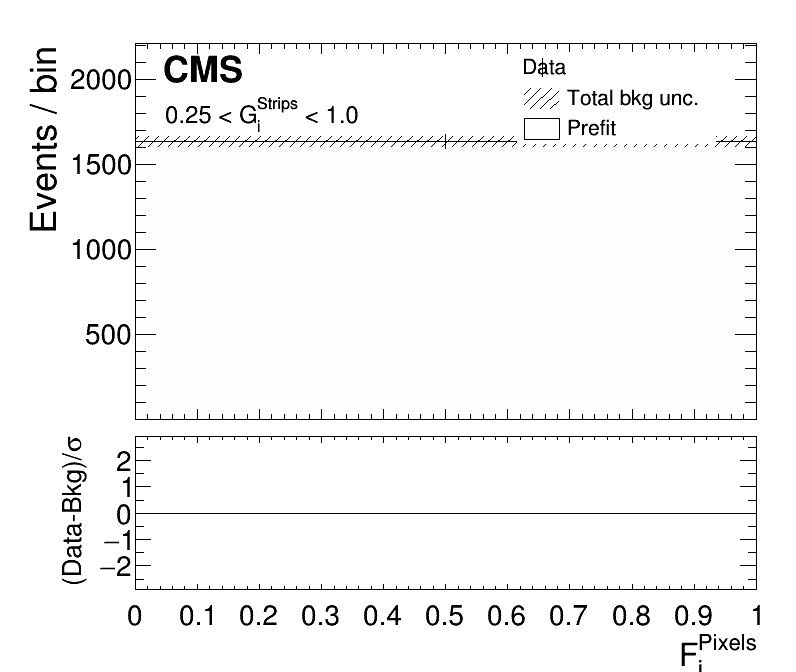 CMS
0.25 < G_i^Strips < 1.0
Data
Total bkg unc.
Prefit
Events / bin
2000
1500
1000
500
(Data-Bkg)/σ
2
1
0
−1
−2
0 0.1 0.2 0.3 0.4 0.5 0.6 0.7 0.8 0.9 1
F_i^Pixels